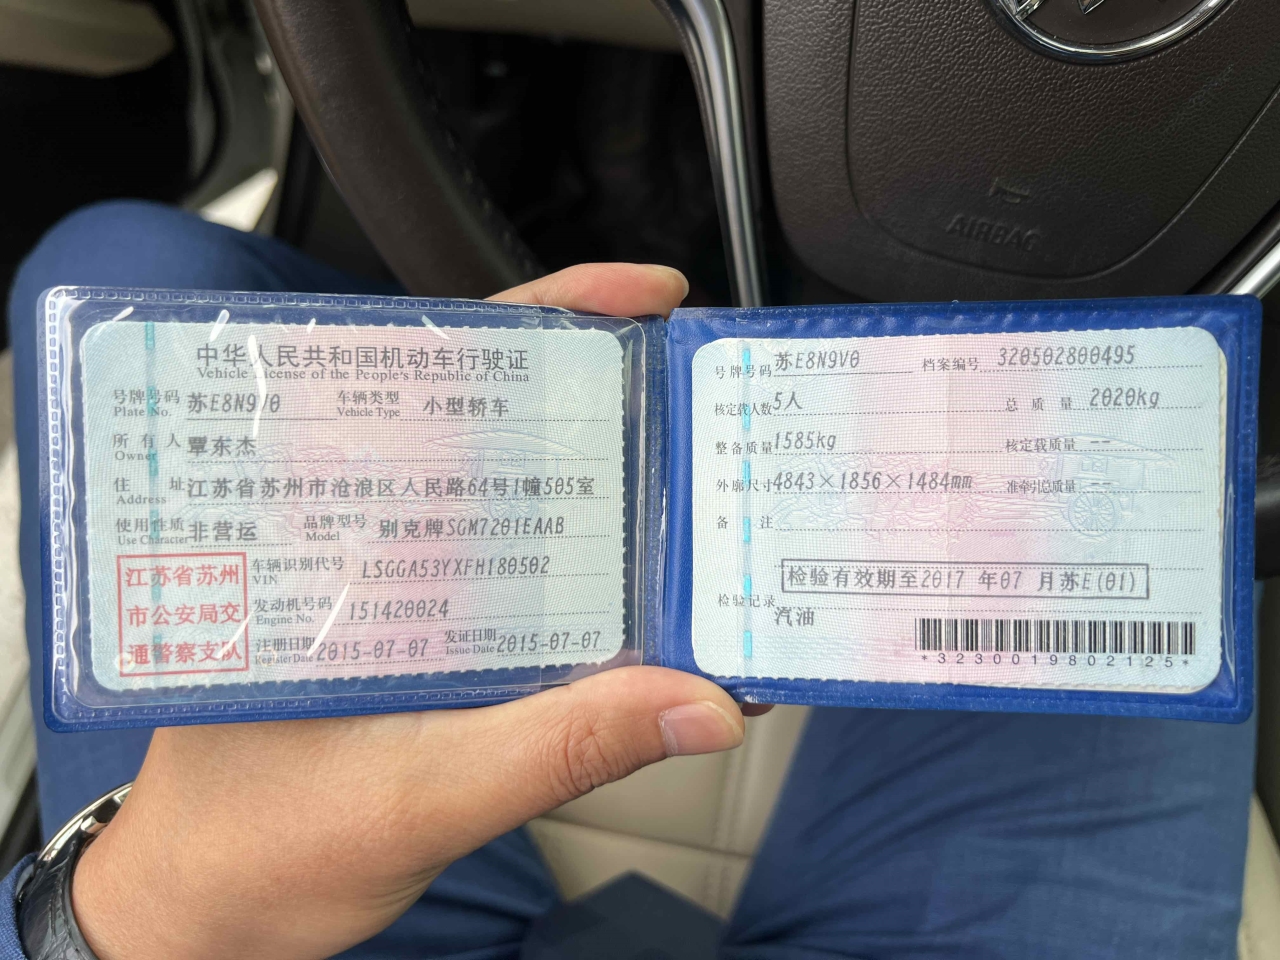 AIRBAG
中华人民共和国机动车行驶证
Vehicle License of the People's Republic of China
号牌号码 Plate No. 苏E8N9V0 车辆类型 Vehicle Type 小型轿车
所有人 Owner 覃东杰
住址 Address 江苏省苏州市沧浪区人民路64号1幢505室
使用性质 Use Character 非营运 品牌型号 Model 别克牌SGM7201EAAB
江苏省苏州
市公安局交
通警察支队
车辆识别代号 VIN LSGGA53YXFH180502
发动机号码 Engine No. 151420024
注册日期 Register Date 2015-07-07 发证日期 Issue Date 2015-07-07
号牌号码 苏E8N9V0 档案编号 320502800495
核定载人数 5人 总质量 2020kg
整备质量 1585kg 核定载质量 --
外廓尺寸 4843×1856×1484mm 准牵引总质量 --
备注
检验有效期至2017 年07 月苏E(01)
检验记录
汽油
*3230019802125*